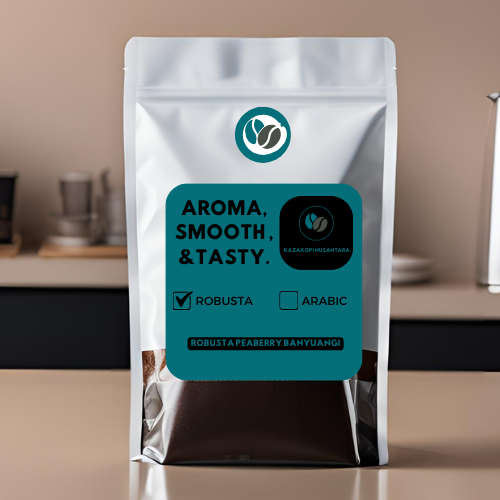 AROMA,
SMOOTH,
&TASTY.
KAZAKOPINUSANTARA
ROBUSTA
ARABIC
ROBUSTA PEABERRY BANYUANGI